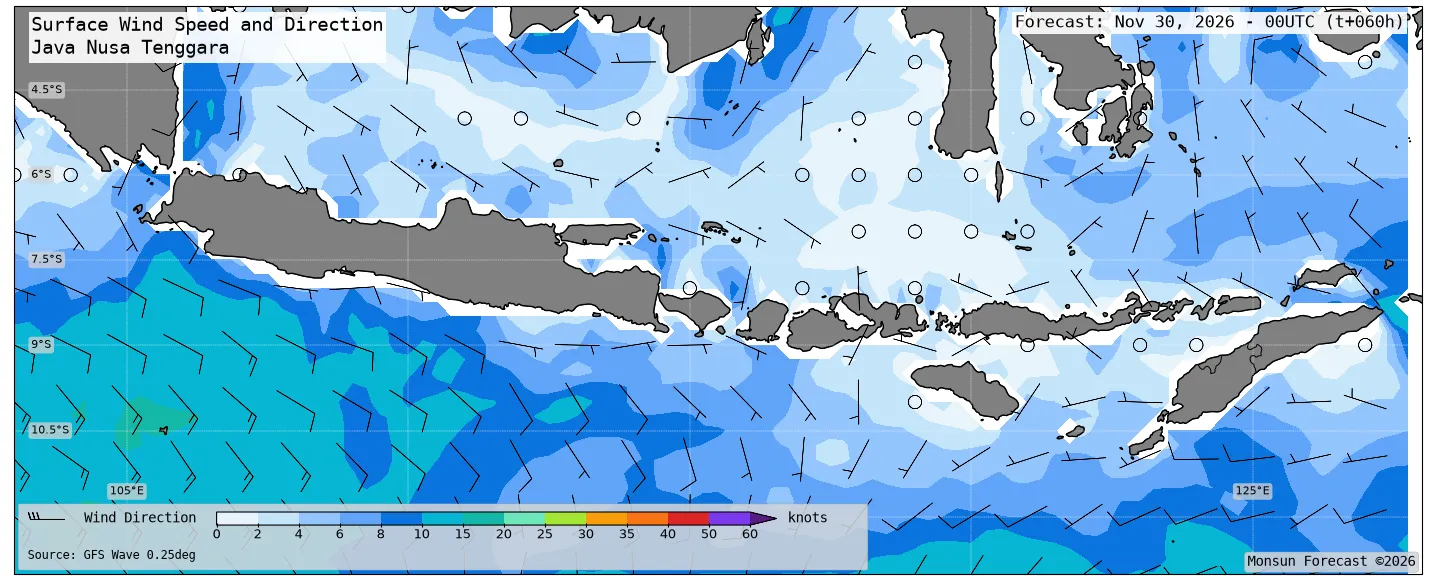 Surface Wind Speed and Direction
Java Nusa Tenggara
Forecast: Nov 30, 2026 - 00UTC (t+060h)
4.5°S
6°S
7.5°S
9°S
10.5°S
105°E
125°E
Wind Direction
0 2 4 6 8 10 15 20 25 30 35 40 50 60
knots
Source: GFS Wave 0.25deg
Monsun Forecast ©2026